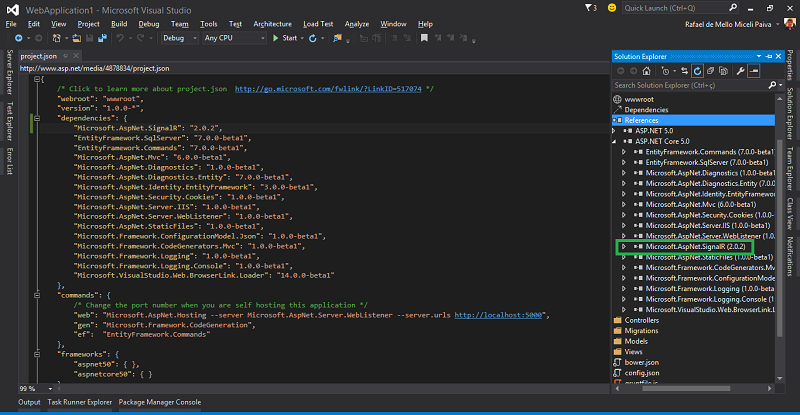 WebApplication1 - Microsoft Visual Studio
3
Quick Launch (Ctrl+Q)
File Edit View Project Build Debug Team Tools Test Architecture Load Test Analyze Window Help
Rafael de Mello Miceli Paiva
Debug Any CPU Start
Server Explorer
Test Explorer
Error List
project.json
http://www.asp.net/media/4878834/project.json
{
/* Click to learn more about project.json http://go.microsoft.com/fwlink/?LinkID=517074 */
"webroot": "wwwroot",
"version": "1.0.0-*",
"dependencies": {
"Microsoft.AspNet.SignalR": "2.0.2",
"EntityFramework.SqlServer": "7.0.0-beta1",
"EntityFramework.Commands": "7.0.0-beta1",
"Microsoft.AspNet.Mvc": "6.0.0-beta1",
"Microsoft.AspNet.Diagnostics": "1.0.0-beta1",
"Microsoft.AspNet.Diagnostics.Entity": "7.0.0-beta1",
"Microsoft.AspNet.Identity.EntityFramework": "3.0.0-beta1",
"Microsoft.AspNet.Security.Cookies": "1.0.0-beta1",
"Microsoft.AspNet.Server.IIS": "1.0.0-beta1",
"Microsoft.AspNet.Server.WebListener": "1.0.0-beta1",
"Microsoft.AspNet.StaticFiles": "1.0.0-beta1",
"Microsoft.Framework.ConfigurationModel.Json": "1.0.0-beta1",
"Microsoft.Framework.CodeGenerators.Mvc": "1.0.0-beta1",
"Microsoft.Framework.Logging": "1.0.0-beta1",
"Microsoft.Framework.Logging.Console": "1.0.0-beta1",
"Microsoft.VisualStudio.Web.BrowserLink.Loader": "14.0.0-beta1"
},
"commands": {
/* Change the port number when you are self hosting this application */
"web": "Microsoft.AspNet.Hosting --server Microsoft.AspNet.Server.WebListener --server.urls http://localhost:5000",
"gen": "Microsoft.Framework.CodeGeneration",
"ef": "EntityFramework.Commands"
},
"frameworks": {
"aspnet50": { },
"aspnetcore50": { }
99 %
Solution Explorer
Search Solution Explorer (Ctrl+ç)
wwwroot
Dependencies
References
ASP.NET 5.0
ASP.NET Core 5.0
EntityFramework.Commands (7.0.0-beta1)
EntityFramework.SqlServer (7.0.0-beta1)
Microsoft.AspNet.Diagnostics (1.0.0-beta1)
Microsoft.AspNet.Diagnostics.Entity (7.0.0
Microsoft.AspNet.Identity.EntityFramework
Microsoft.AspNet.Mvc (6.0.0-beta1)
Microsoft.AspNet.Security.Cookies (1.0.0-b
Microsoft.AspNet.Server.IIS (1.0.0-beta1)
Microsoft.AspNet.Server.WebListener (1.0.0
Microsoft.AspNet.SignalR (2.0.2)
Microsoft.AspNet.StaticFiles (1.0.0-beta1)
Microsoft.Framework.CodeGenerators.Mv
Microsoft.Framework.ConfigurationMode
Microsoft.Framework.Logging (1.0.0-beta1)
Microsoft.Framework.Logging.Console (1.
Microsoft.VisualStudio.Web.BrowserLink.L
Controllers
Migrations
Models
Views
bower.json
config.json
gruntfile.js
Properties
Solution Explorer
Team Explorer
Class View
Notifications
Output Task Runner Explorer Package Manager Console